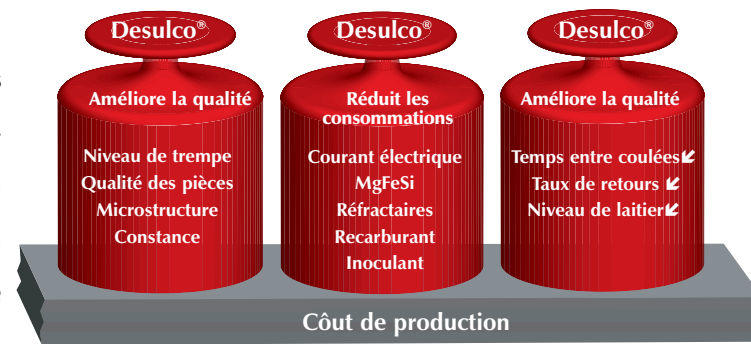 Desulco®
Améliore la qualité
Niveau de trempe
Qualité des pièces
Microstructure
Constance
Desulco®
Réduit les
consommations
Courant électrique
MgFeSi
Réfractaires
Recarburant
Inoculant
Desulco®
Améliore la qualité
Temps entre coulées↙
Taux de retours ↙
Niveau de laitier↙
Côut de production